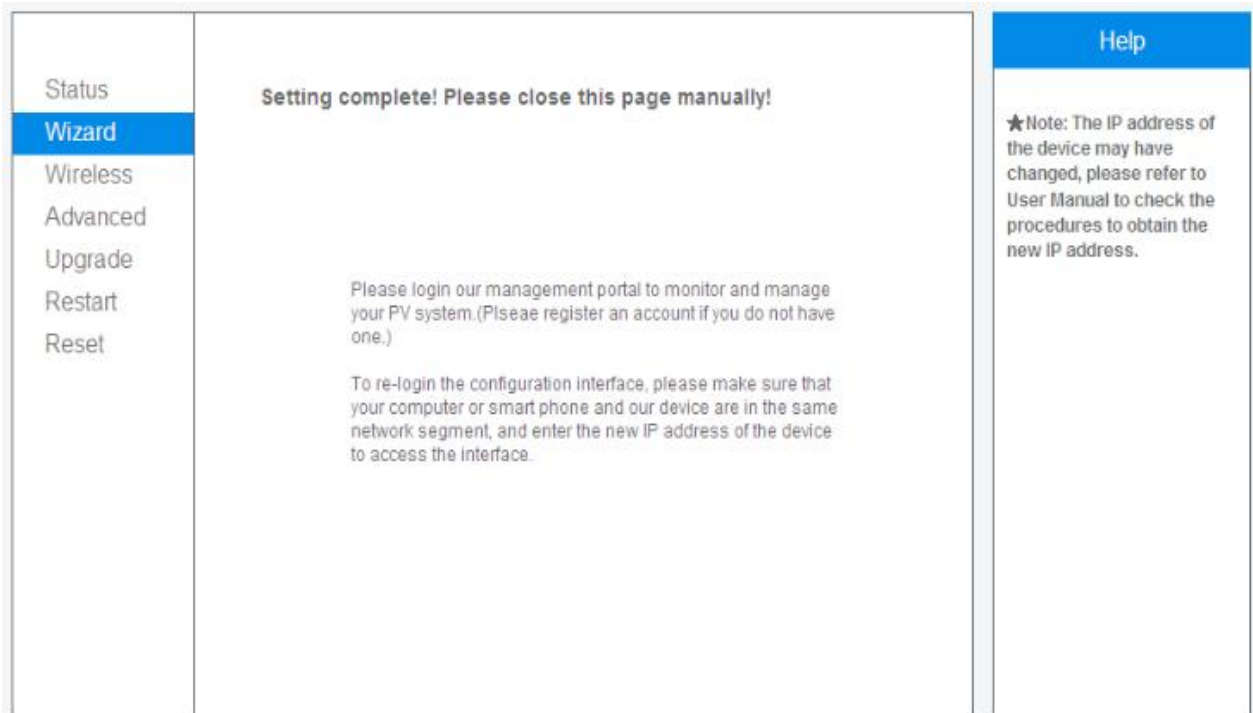 Status
Wizard
Wireless
Advanced
Upgrade
Restart
Reset
Setting complete! Please close this page manually!
Please login our management portal to monitor and manage
your PV system.(Plseae register an account if you do not have
one.)
To re-login the configuration interface, please make sure that
your computer or smart phone and our device are in the same
network segment, and enter the new IP address of the device
to access the interface.
Help
★Note: The IP address of
the device may have
changed, please refer to
User Manual to check the
procedures to obtain the
new IP address.